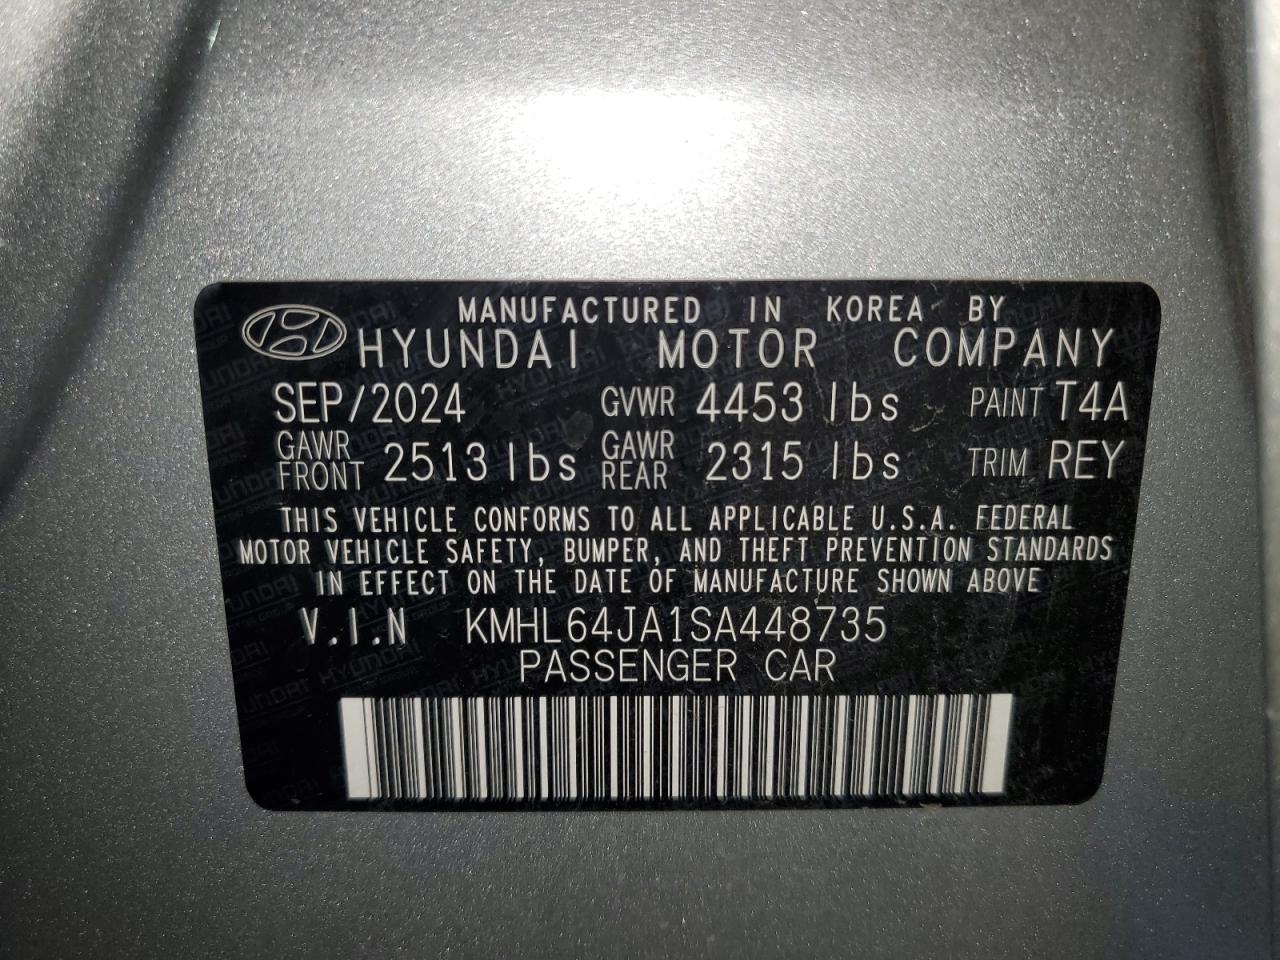 MANUFACTURED IN KOREA BY
HYUNDAI MOTOR COMPANY
SEP/2024 GVWR 4453 lbs PAINT T4A
GAWR FRONT 2513 lbs GAWR REAR 2315 lbs TRIM REY
THIS VEHICLE CONFORMS TO ALL APPLICABLE U.S.A. FEDERAL
MOTOR VEHICLE SAFETY, BUMPER, AND THEFT PREVENTION STANDARDS
IN EFFECT ON THE DATE OF MANUFACTURE SHOWN ABOVE
V.I.N KMHL64JA1SA448735
PASSENGER CAR